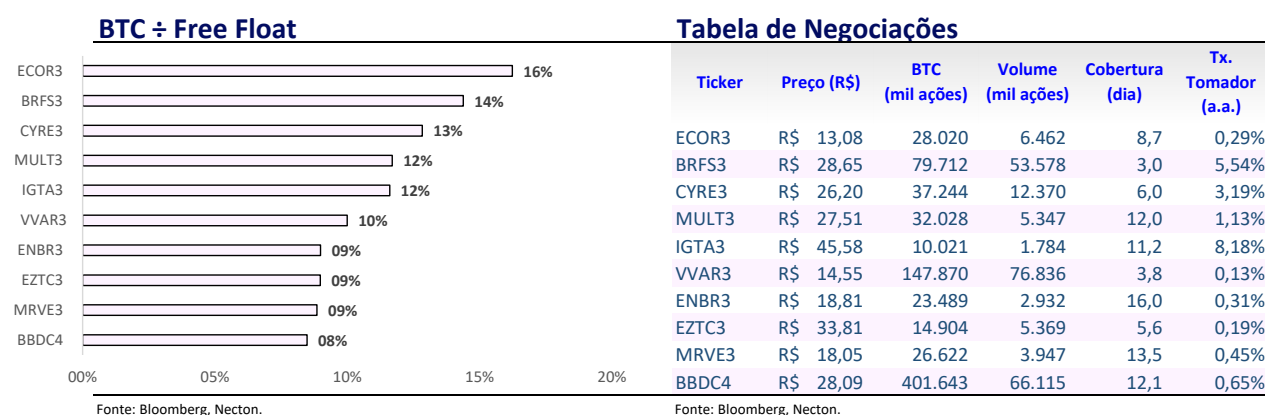 BTC ÷ Free Float
ECOR3 16%
BRFS3 14%
CYRE3 13%
MULT3 12%
IGTA3 12%
VVAR3 10%
ENBR3 09%
EZTC3 09%
MRVE3 09%
BBDC4 08%
00% 05% 10% 15% 20%
Fonte: Bloomberg, Necton.
Tabela de Negociações
Ticker Preço (R$) BTC (mil ações) Volume (mil ações) Cobertura (dia) Tx. Tomador (a.a.)
ECOR3 R$ 13,08 28.020 6.462 8,7 0,29%
BRFS3 R$ 28,65 79.712 53.578 3,0 5,54%
CYRE3 R$ 26,20 37.244 12.370 6,0 3,19%
MULT3 R$ 27,51 32.028 5.347 12,0 1,13%
IGTA3 R$ 45,58 10.021 1.784 11,2 8,18%
VVAR3 R$ 14,55 147.870 76.836 3,8 0,13%
ENBR3 R$ 18,81 23.489 2.932 16,0 0,31%
EZTC3 R$ 33,81 14.904 5.369 5,6 0,19%
MRVE3 R$ 18,05 26.622 3.947 13,5 0,45%
BBDC4 R$ 28,09 401.643 66.115 12,1 0,65%
Fonte: Bloomberg, Necton.